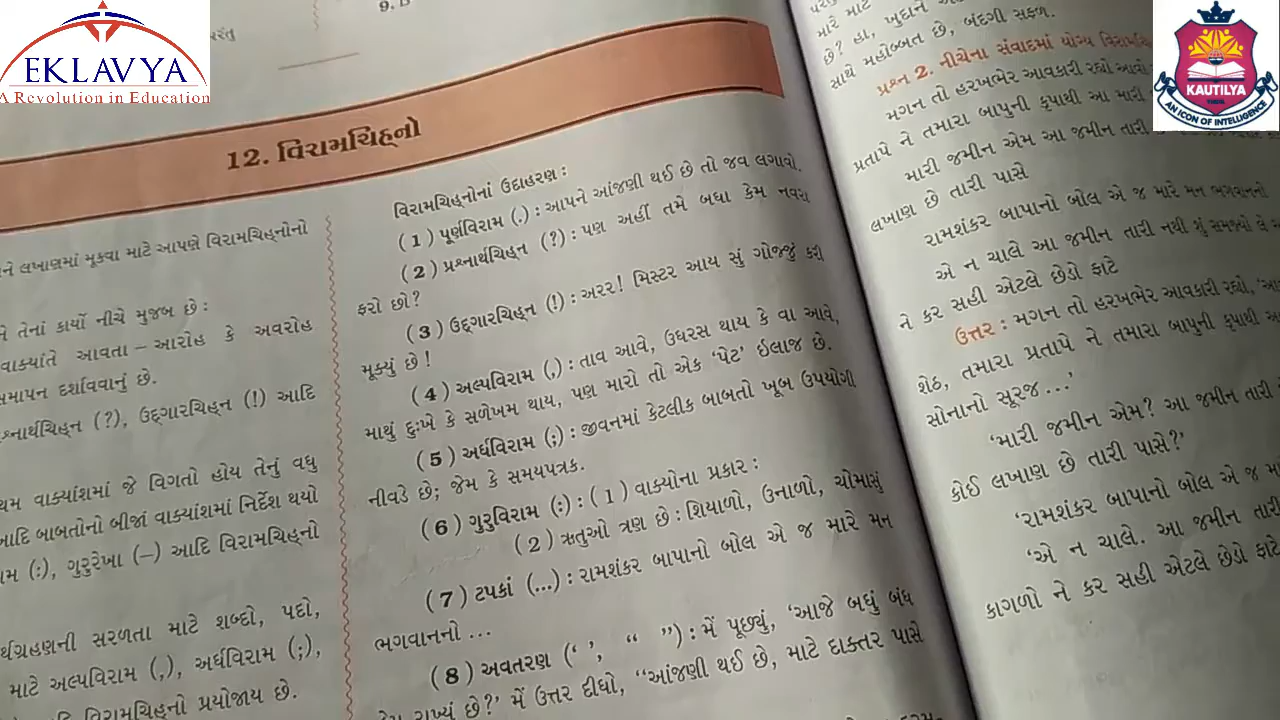 EKLAVYA
A Revolution in Education
KAUTILYA
AN ICON OF INTELLIGENCE
પરંતુ
9.
12. વિરામચિહ્નો
લખાણમાં મૂકવા માટે આપણે વિરામચિહ્નોનો
તેનાં કાર્યો નીચે મુજબ છે :
વાક્યાંતે આવતા – આરોહ કે અવરોહ
સમાપન દર્શાવવાનું છે.
પ્રશ્નાર્થચિહ્ન (?), ઉદ્દગારચિહ્ન (!) આદિ
વાક્યાંશમાં જે વિગતો હોય તેનું વધુ
આદિ બાબતોનો બીજાં વાક્યાંશમાં નિર્દેશ થયો
(:), ગુરુરેખા (–) આદિ વિરામચિહ્નો
સરળતા માટે શબ્દો, પદો,
માટે અલ્પવિરામ (,), અર્ધવિરામ (;),
વિરામચિહ્નો પ્રયોજાય છે.
વિરામચિહ્નોનાં ઉદાહરણ :
(1) પૂર્ણવિરામ (.) : આપને આંજણી થઈ છે તો જવ લગાવો.
(2) પ્રશ્નાર્થચિહ્ન (?) : પણ અહીં તમે બધા કેમ નવરા
ફરો છો?
(3) ઉદ્દગારચિહ્ન (!) : અરર! મિસ્ટર આય સું ગોજ્જું કરી
મૂક્યું છે!
(4) અલ્પવિરામ (,) : તાવ આવે, ઉધરસ થાય કે વા આવે,
માથું દુઃખે કે સળેખમ થાય, પણ મારો તો એક ‘પેટ’ ઈલાજ છે.
(5) અર્ધવિરામ (;) : જીવનમાં કેટલીક બાબતો ખૂબ ઉપયોગી
નીવડે છે; જેમ કે સમયપત્રક.
(6) ગુરુવિરામ (:) : (1) વાક્યોના પ્રકાર :
(2) ઋતુઓ ત્રણ છે : શિયાળો, ઉનાળો, ચોમાસું
(7) ટપકાં (...) : રામશંકર બાપાનો બોલ એ જ મારે મન
ભગવાનનો ...
(8) અવતરણ (‘ ’, “ ”) : મેં પૂછ્યું, ‘આજે બધું બંધ
રાખ્યું છે?’ મેં ઉત્તર દીધો, “આંજણી થઈ છે, માટે દાક્તર પાસે
મારે માટે
છે? હા, ખુદાને
સાથે મહોબ્બત છે, બંદગી સફળ.
પ્રશ્ન 2. નીચેના સંવાદમાં યોગ્ય
મગન તો હરખભેર આવકારી રહ્યો આવો
પ્રતાપે ને તમારા બાપુની કૃપાથી આ મારી
મારી જમીન એમ આ જમીન તારી
લખાણ છે તારી પાસે
રામશંકર બાપાનો બોલ એ જ મારે મન ભગવાનનો
એ ન ચાલે આ જમીન તારી નથી શું સમજ્યો લે
ને કર સહી એટલે છેડો ફાટે
ઉત્તર : મગન તો હરખભેર આવકારી રહ્યો,
શેઠ, તમારા પ્રતાપે ને તમારા બાપુની કૃપાથી
સોનાનો સૂરજ...’
‘મારી જમીન એમ? આ જમીન તારી
કોઈ લખાણ છે તારી પાસે?’
‘રામશંકર બાપાનો બોલ એ જ
‘એ ન ચાલે. આ જમીન તારી
કાગળો ને કર સહી એટલે છેડો ફાટે